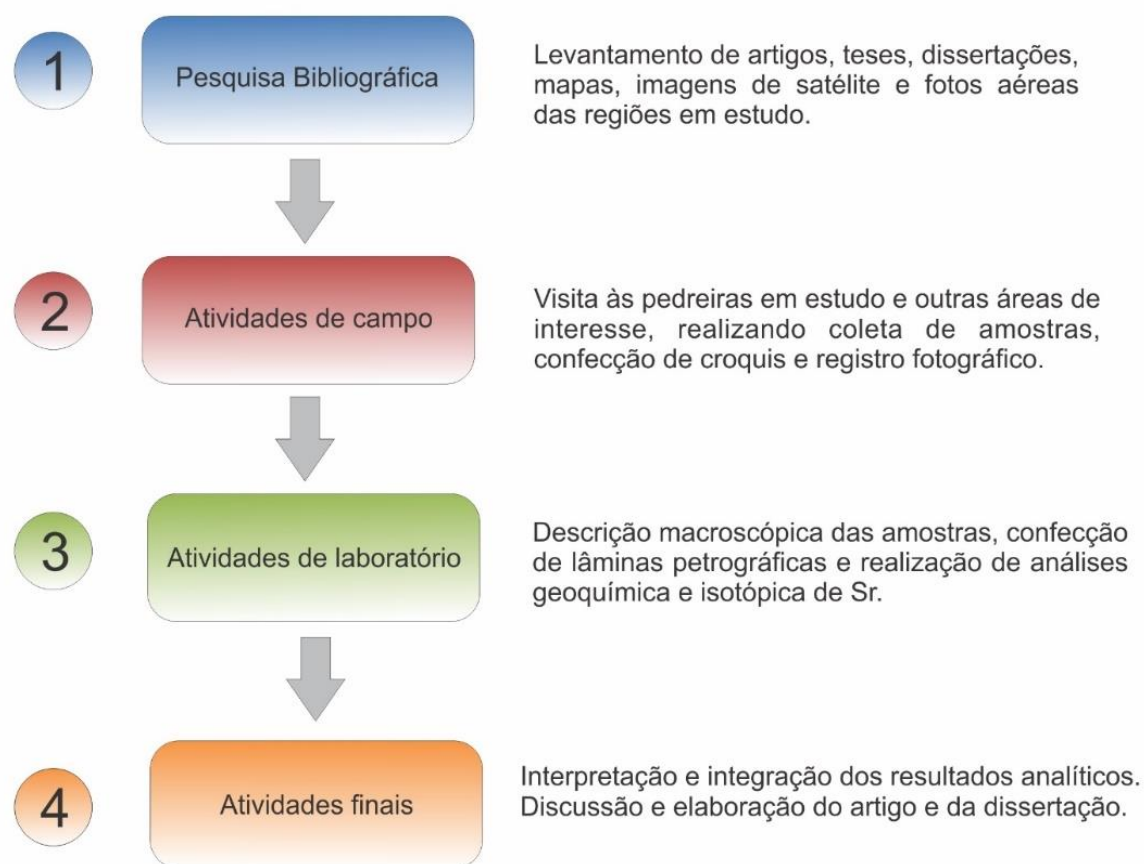 1
Pesquisa Bibliográfica
Levantamento de artigos, teses, dissertações,
mapas, imagens de satélite e fotos aéreas
das regiões em estudo.
2
Atividades de campo
Visita às pedreiras em estudo e outras áreas de
interesse, realizando coleta de amostras,
confecção de croquis e registro fotográfico.
3
Atividades de laboratório
Descrição macroscópica das amostras, confecção
de lâminas petrográficas e realização de análises
geoquímica e isotópica de Sr.
4
Atividades finais
Interpretação e integração dos resultados analíticos.
Discussão e elaboração do artigo e da dissertação.